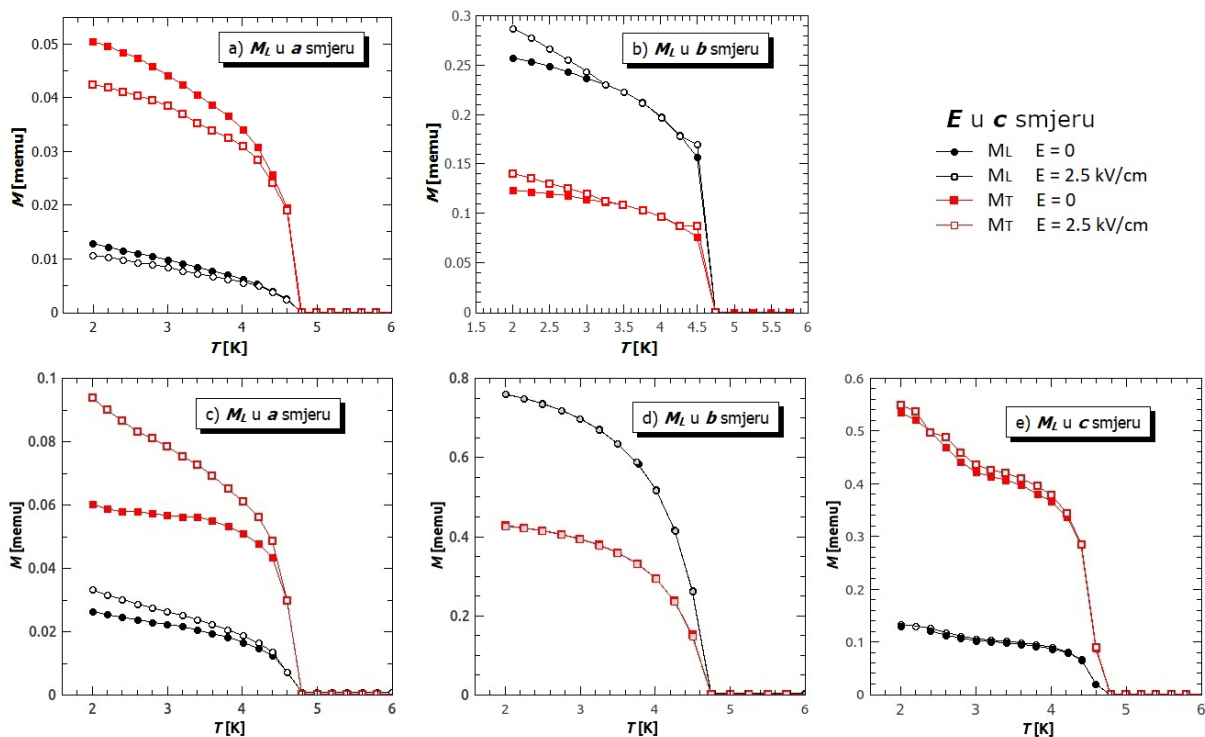 a) ML u a smjeru
M [memu]
0.05
0.04
0.03
0.02
0.01
0
2 3 4 5 6
T [K]
b) ML u b smjeru
M [memu]
0.3
0.25
0.2
0.15
0.1
0.05
0
1.5 2 2.5 3 3.5 4 4.5 5 5.5 6
T [K]
E u c smjeru
ML E = 0
ML E = 2.5 kV/cm
MT E = 0
MT E = 2.5 kV/cm
c) ML u a smjeru
M [memu]
0.1
0.08
0.06
0.04
0.02
0
2 3 4 5 6
T [K]
d) ML u b smjeru
M [memu]
0.8
0.6
0.4
0.2
0
2 3 4 5 6
T [K]
e) ML u c smjeru
M [memu]
0.6
0.5
0.4
0.3
0.2
0.1
0
2 3 4 5 6
T [K]